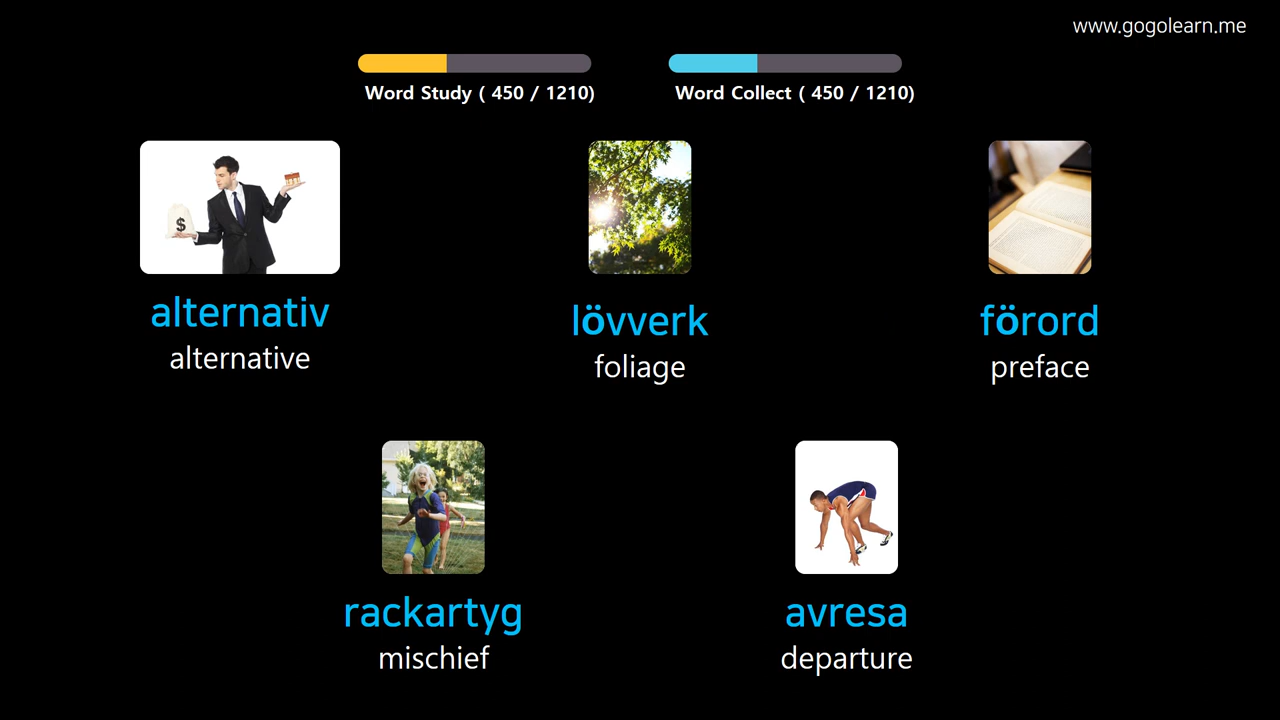 www.gogolearn.me
Word Study ( 450 / 1210)
Word Collect ( 450 / 1210)
$
alternativ
alternative
lövverk
foliage
förord
preface
rackartyg
mischief
avresa
departure